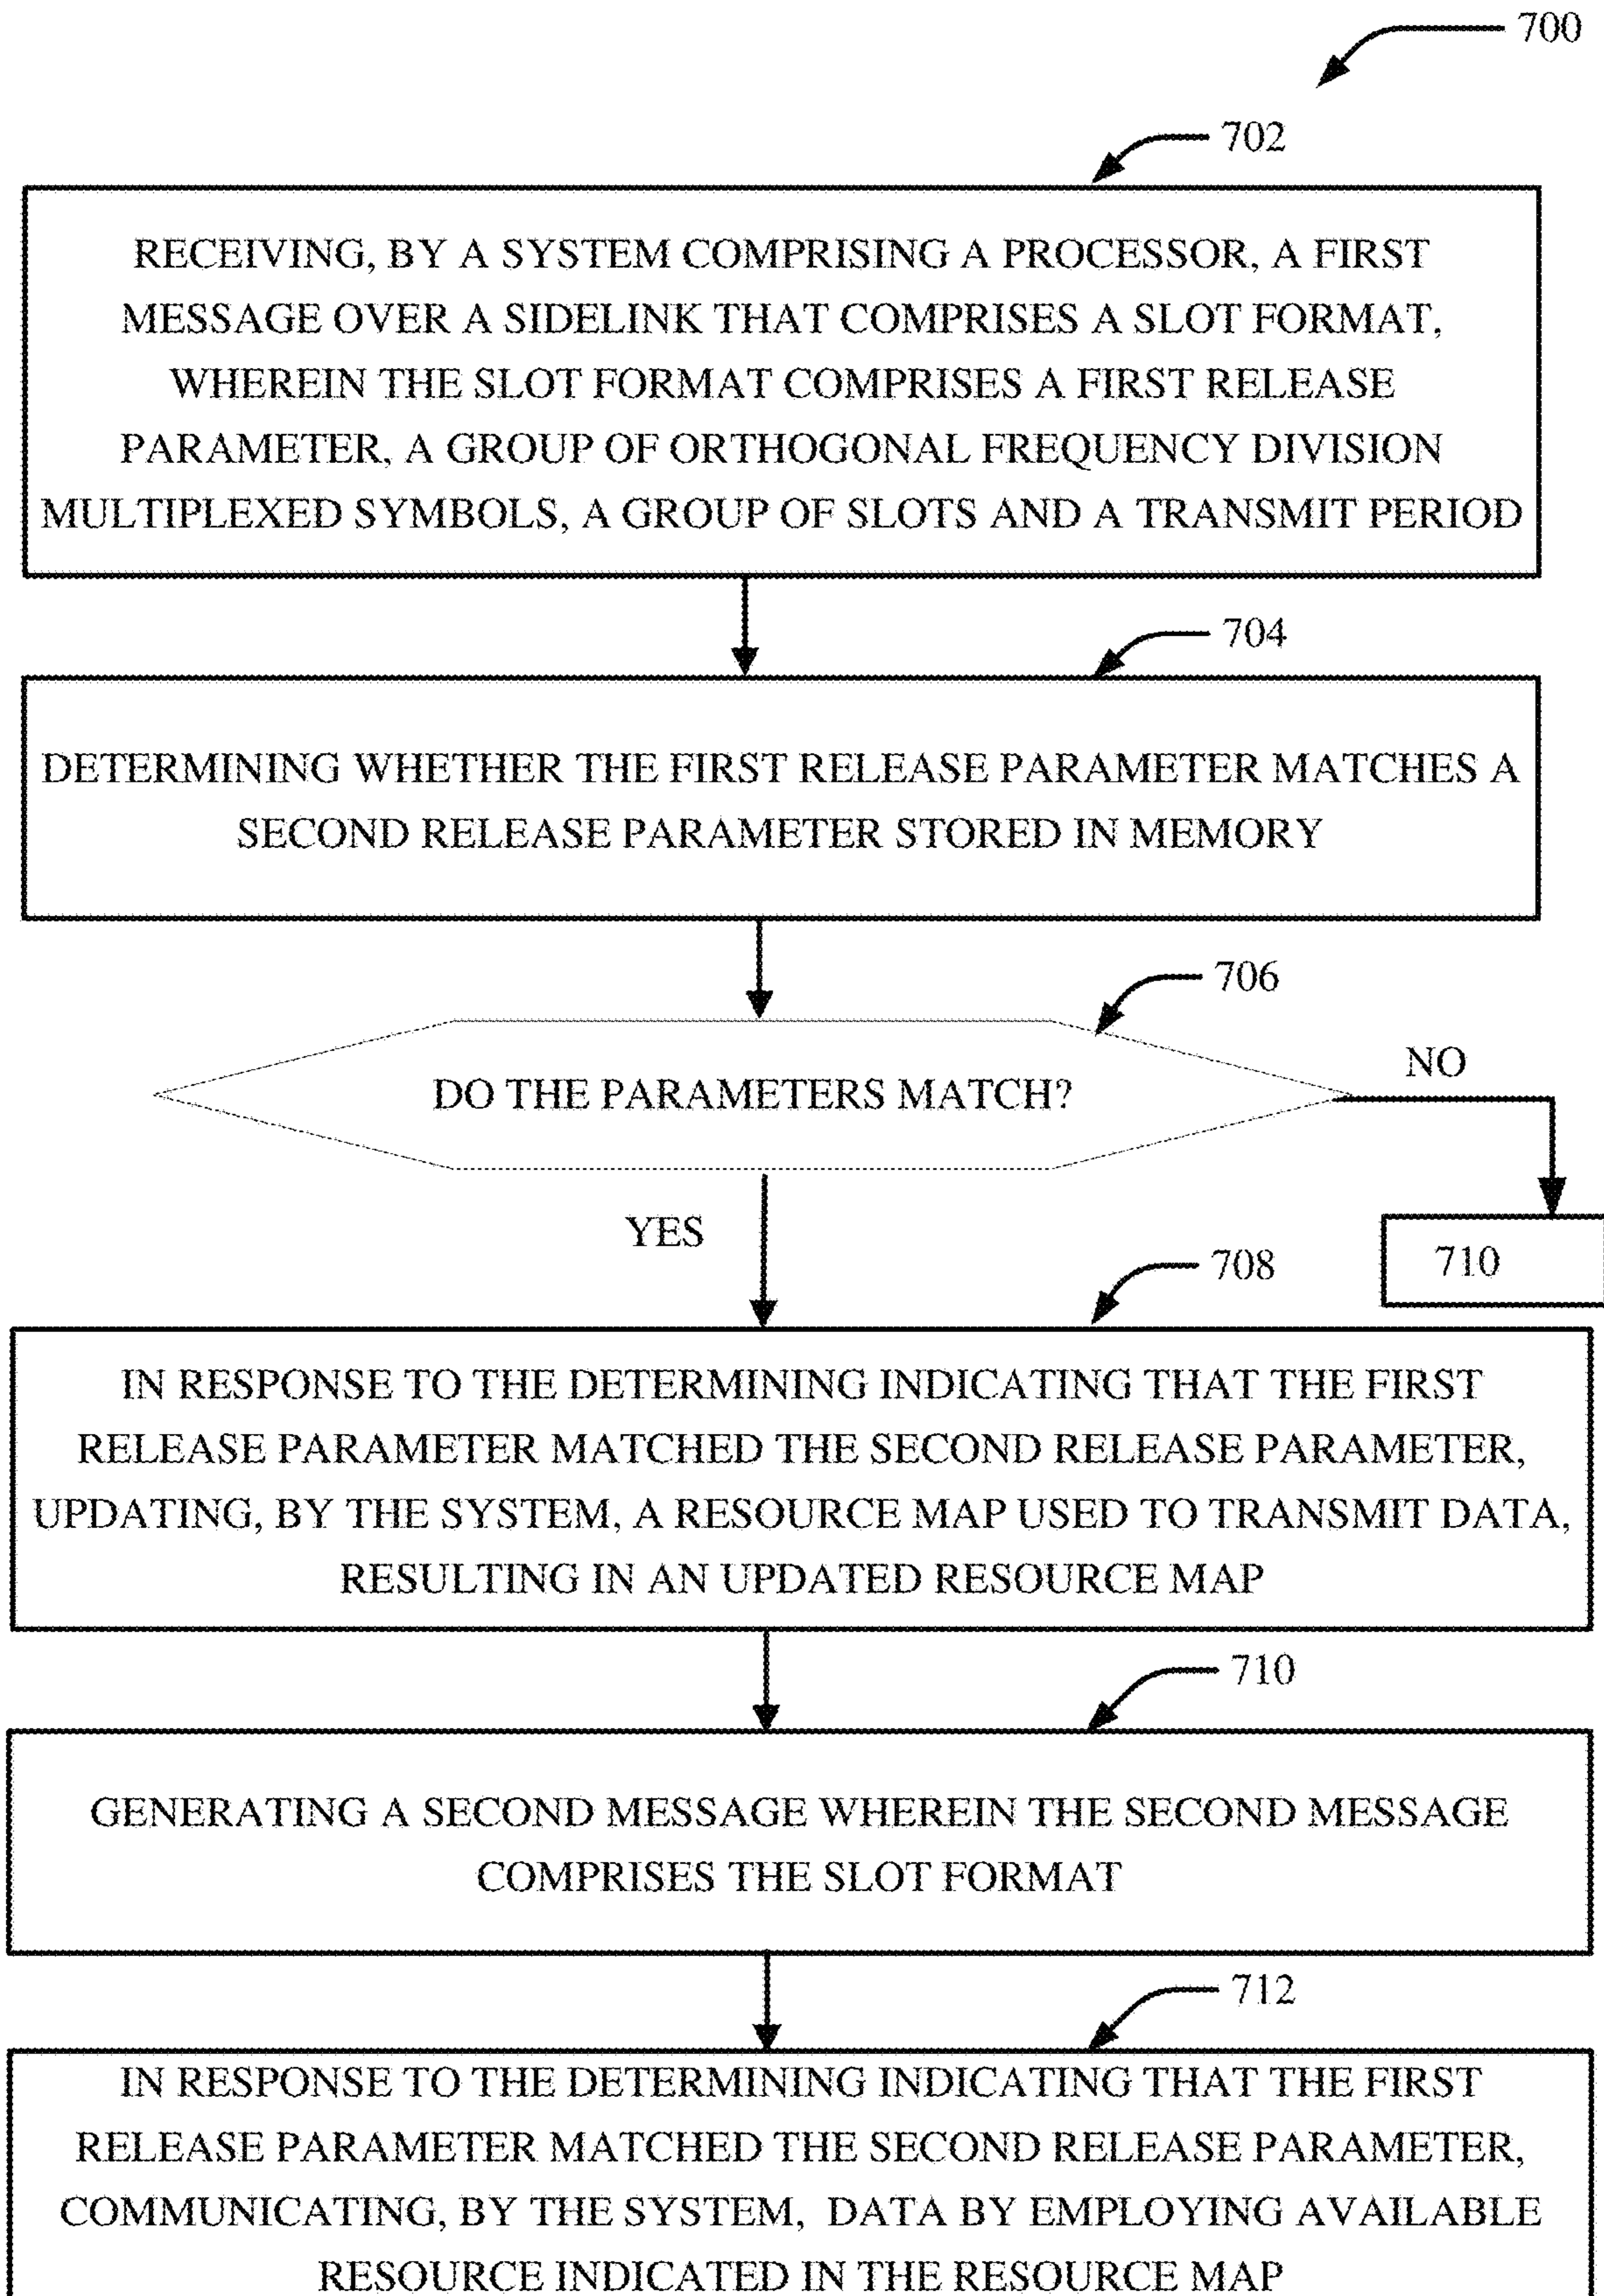 700
702
RECEIVING, BY A SYSTEM COMPRISING A PROCESSOR, A FIRST
MESSAGE OVER A SIDELINK THAT COMPRISES A SLOT FORMAT,
WHEREIN THE SLOT FORMAT COMPRISES A FIRST RELEASE
PARAMETER, A GROUP OF ORTHOGONAL FREQUENCY DIVISION
MULTIPLEXED SYMBOLS, A GROUP OF SLOTS AND A TRANSMIT PERIOD
704
DETERMINING WHETHER THE FIRST RELEASE PARAMETER MATCHES A
SECOND RELEASE PARAMETER STORED IN MEMORY
706
DO THE PARAMETERS MATCH?
NO
YES
710
708
IN RESPONSE TO THE DETERMINING INDICATING THAT THE FIRST
RELEASE PARAMETER MATCHED THE SECOND RELEASE PARAMETER,
UPDATING, BY THE SYSTEM, A RESOURCE MAP USED TO TRANSMIT DATA,
RESULTING IN AN UPDATED RESOURCE MAP
710
GENERATING A SECOND MESSAGE WHEREIN THE SECOND MESSAGE
COMPRISES THE SLOT FORMAT
712
IN RESPONSE TO THE DETERMINING INDICATING THAT THE FIRST
RELEASE PARAMETER MATCHED THE SECOND RELEASE PARAMETER,
COMMUNICATING, BY THE SYSTEM, DATA BY EMPLOYING AVAILABLE
RESOURCE INDICATED IN THE RESOURCE MAP